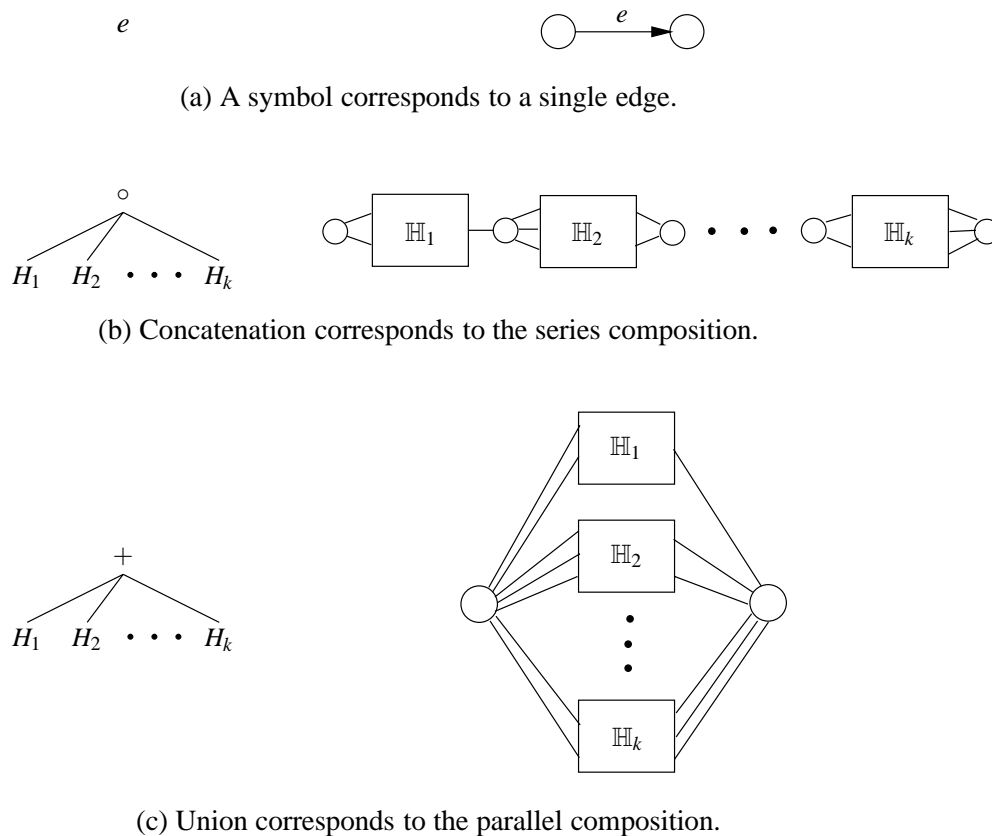 e e
(a) A symbol corresponds to a single edge.
∘
H₁ H₂ • • • Hₖ ℍ₁ ℍ₂ • • • ℍₖ
(b) Concatenation corresponds to the series composition.
+
H₁ H₂ • • • Hₖ
ℍ₁
ℍ₂
ℍₖ
(c) Union corresponds to the parallel composition.